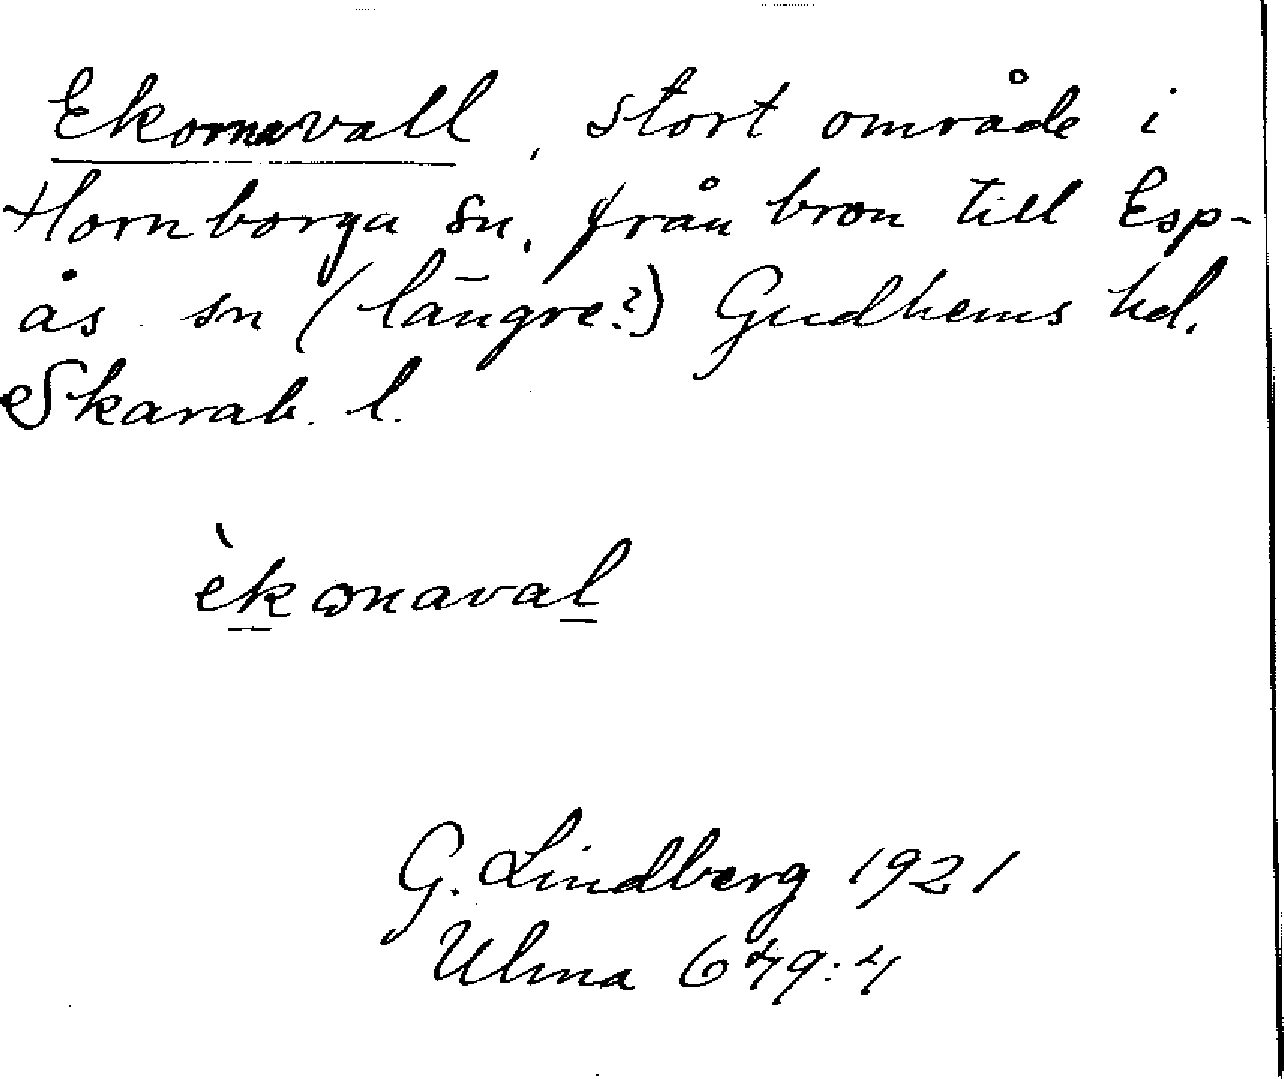 Ekornavall, stort område i
Hornborga sn, från bron till Esp-
ås sn (längre?) Gudhems hd.
Skarab. l.
èkonaval
G. Lindberg 1921
Ulma 649:4